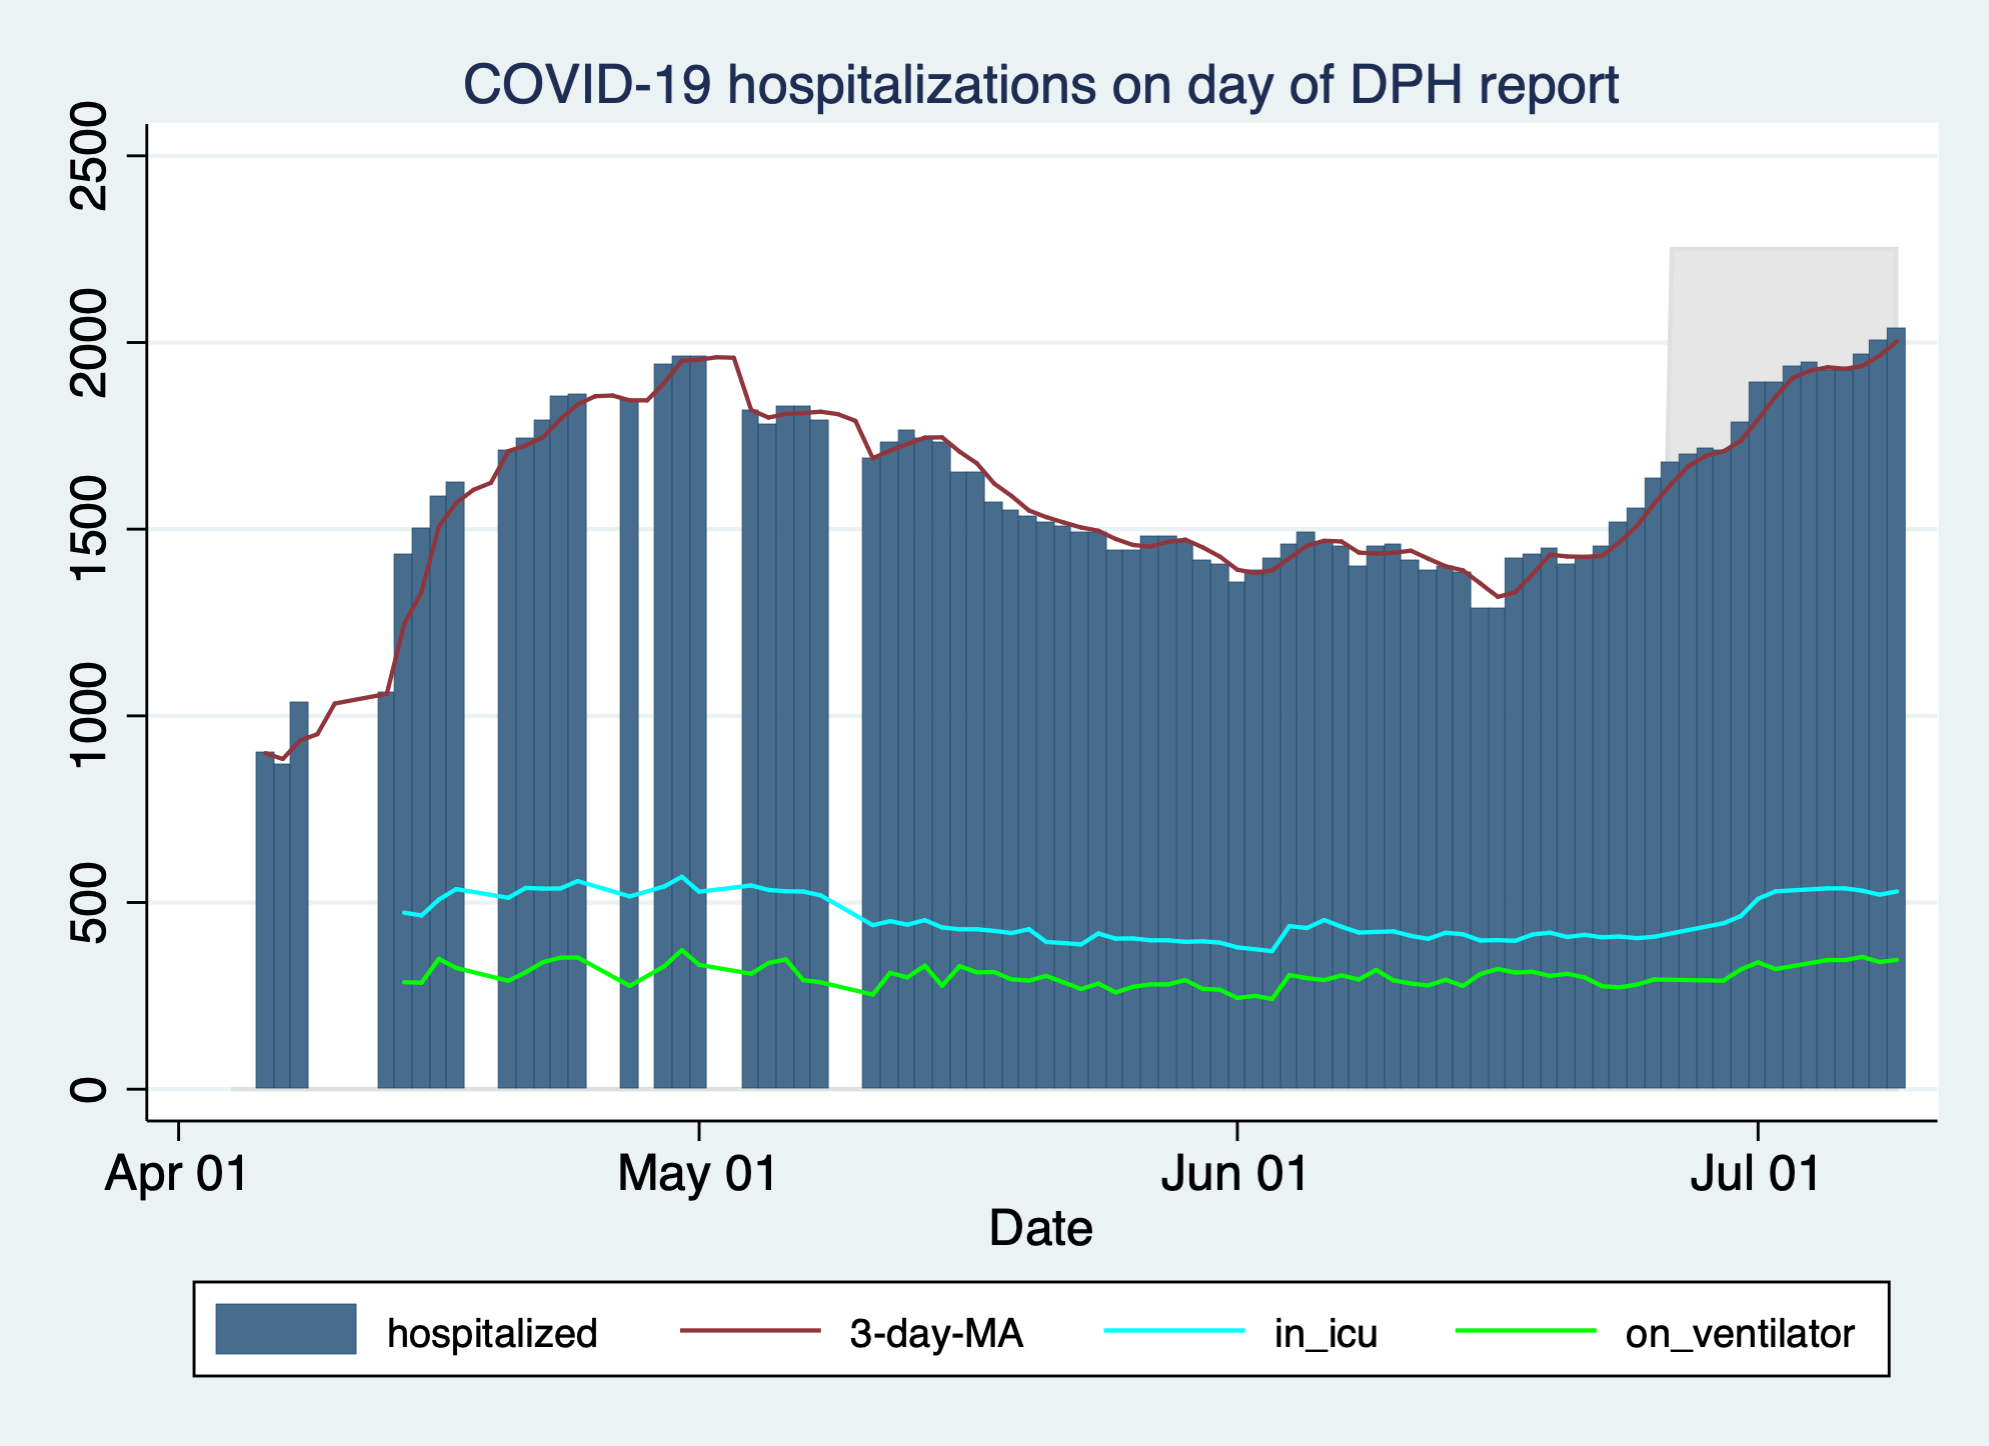 COVID-19 hospitalizations on day of DPH report
2500
2000
1500
1000
500
0
Apr 01 May 01 Jun 01 Jul 01
Date
hospitalized 3-day-MA in_icu on_ventilator